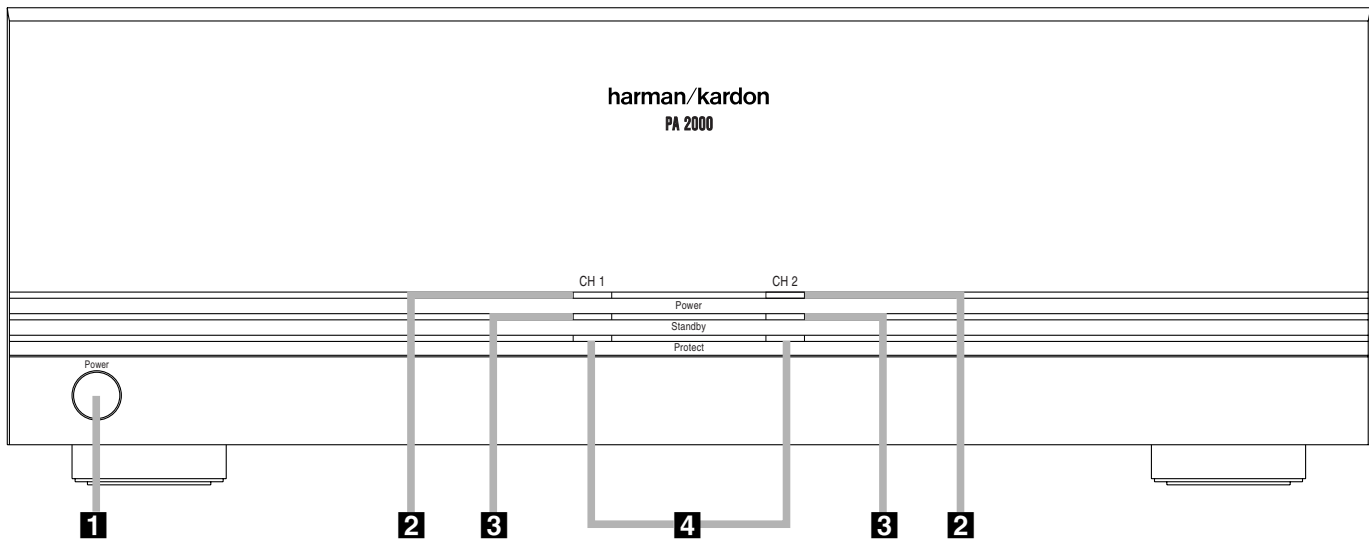 harman/kardon
PA 2000
CH 1 CH 2
Power
Standby
Protect
Power
1 2 3 4 3 2